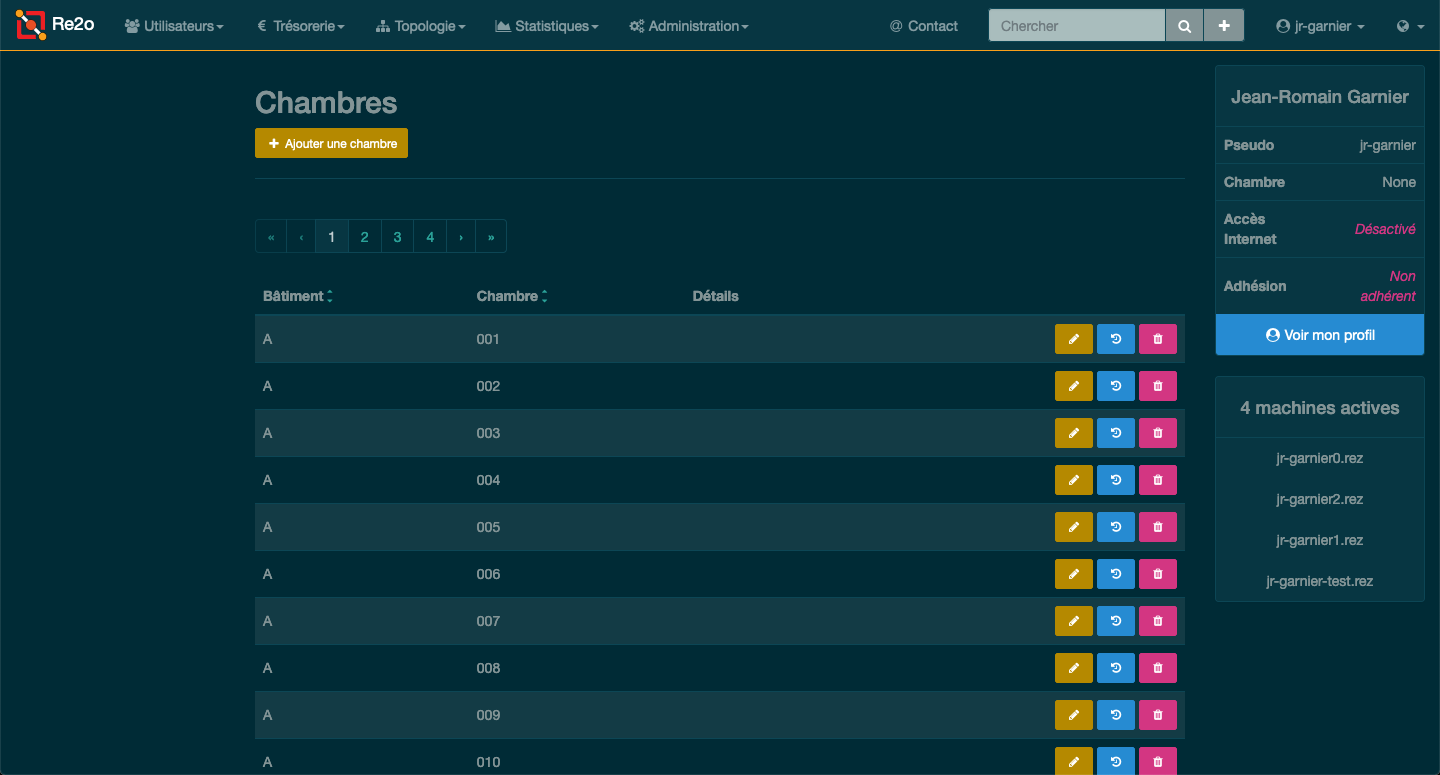 Re2o Utilisateurs € Trésorerie Topologie Statistiques Administration @ Contact Chercher jr-garnier
Chambres
Ajouter une chambre
« ‹ 1 2 3 4 › »
Bâtiment Chambre Détails
A 001
A 002
A 003
A 004
A 005
A 006
A 007
A 008
A 009
A 010
Jean-Romain Garnier
Pseudo jr-garnier
Chambre None
Accès Internet Désactivé
Adhésion Non adhérent
Voir mon profil
4 machines actives
jr-garnier0.rez
jr-garnier2.rez
jr-garnier1.rez
jr-garnier-test.rez